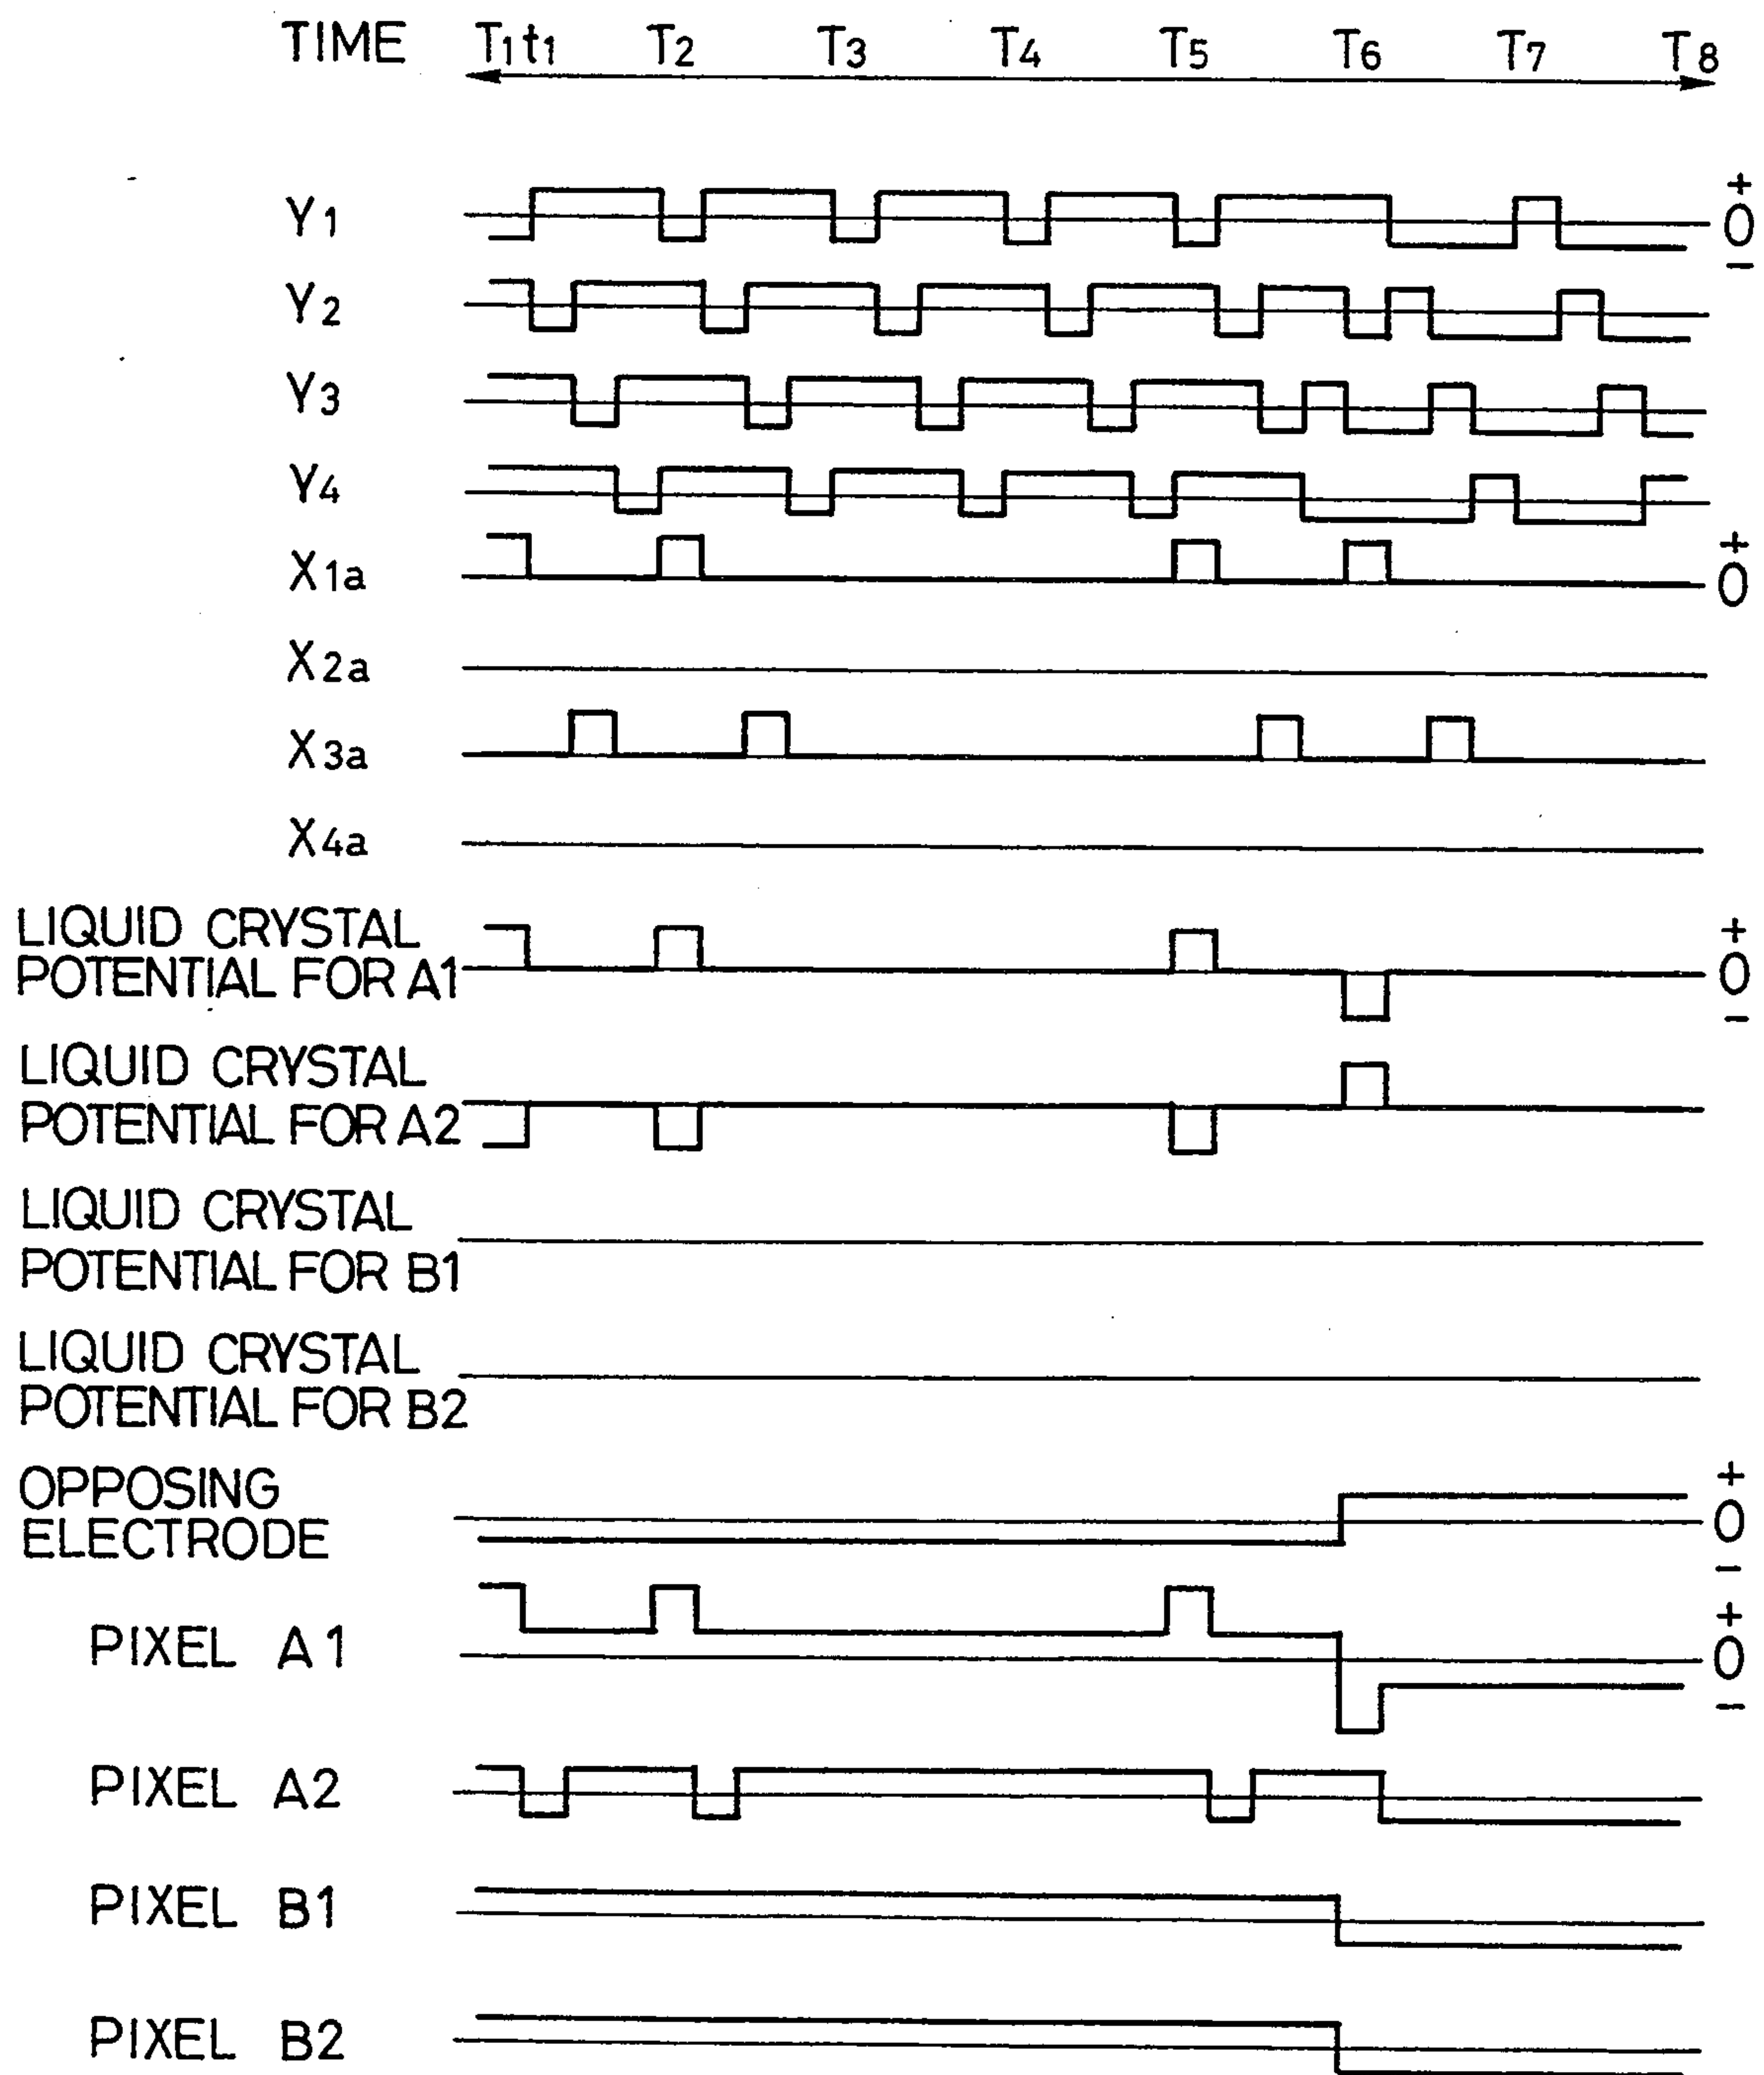 TIME T1 t1 T2 T3 T4 T5 T6 T7 T8
Y1 + 0 −
Y2
Y3
Y4
X1a + 0
X2a
X3a
X4a
LIQUID CRYSTAL
POTENTIAL FOR A1 + 0 −
LIQUID CRYSTAL
POTENTIAL FOR A2
LIQUID CRYSTAL
POTENTIAL FOR B1
LIQUID CRYSTAL
POTENTIAL FOR B2
OPPOSING
ELECTRODE + 0 −
PIXEL A1 + 0 −
PIXEL A2
PIXEL B1
PIXEL B2